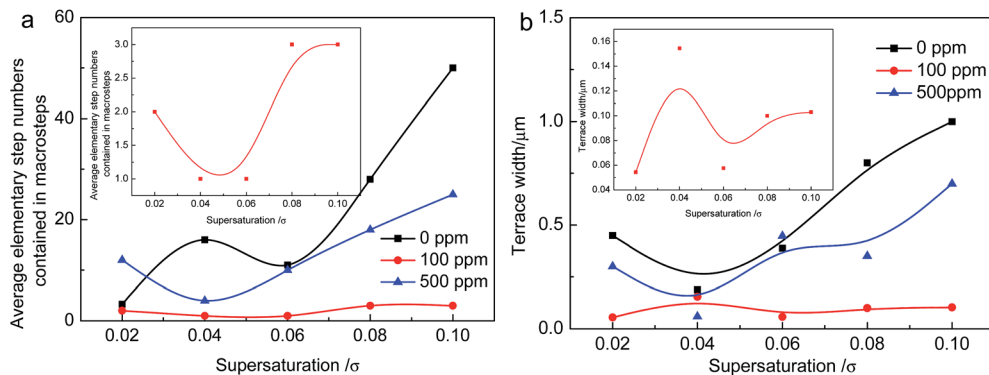 a
60
40
20
0
0.02 0.04 0.06 0.08 0.10
Supersaturation /σ
Average elementary step numbers
contained in macrosteps
3.0
2.5
2.0
1.5
1.0
0.02 0.04 0.06 0.08 0.10
Supersaturation /σ
Average elementary step numbers
contained in macrosteps
0 ppm
100 ppm
500 ppm
b
1.5
1.0
0.5
0.0
0.02 0.04 0.06 0.08 0.10
Supersaturation /σ
Terrace width/μm
0.16
0.14
0.12
0.10
0.08
0.06
0.04
0.02 0.04 0.06 0.08 0.10
Supersaturation /σ
Terrace width/μm
0 ppm
100 ppm
500ppm